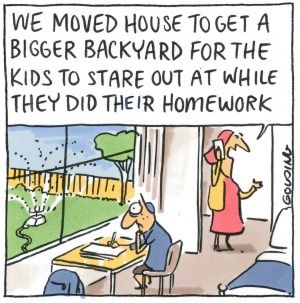 WE MOVED HOUSE TO GET A
BIGGER BACKYARD FOR THE
KIDS TO STARE OUT AT WHILE
THEY DID THEIR HOMEWORK
GOLDING